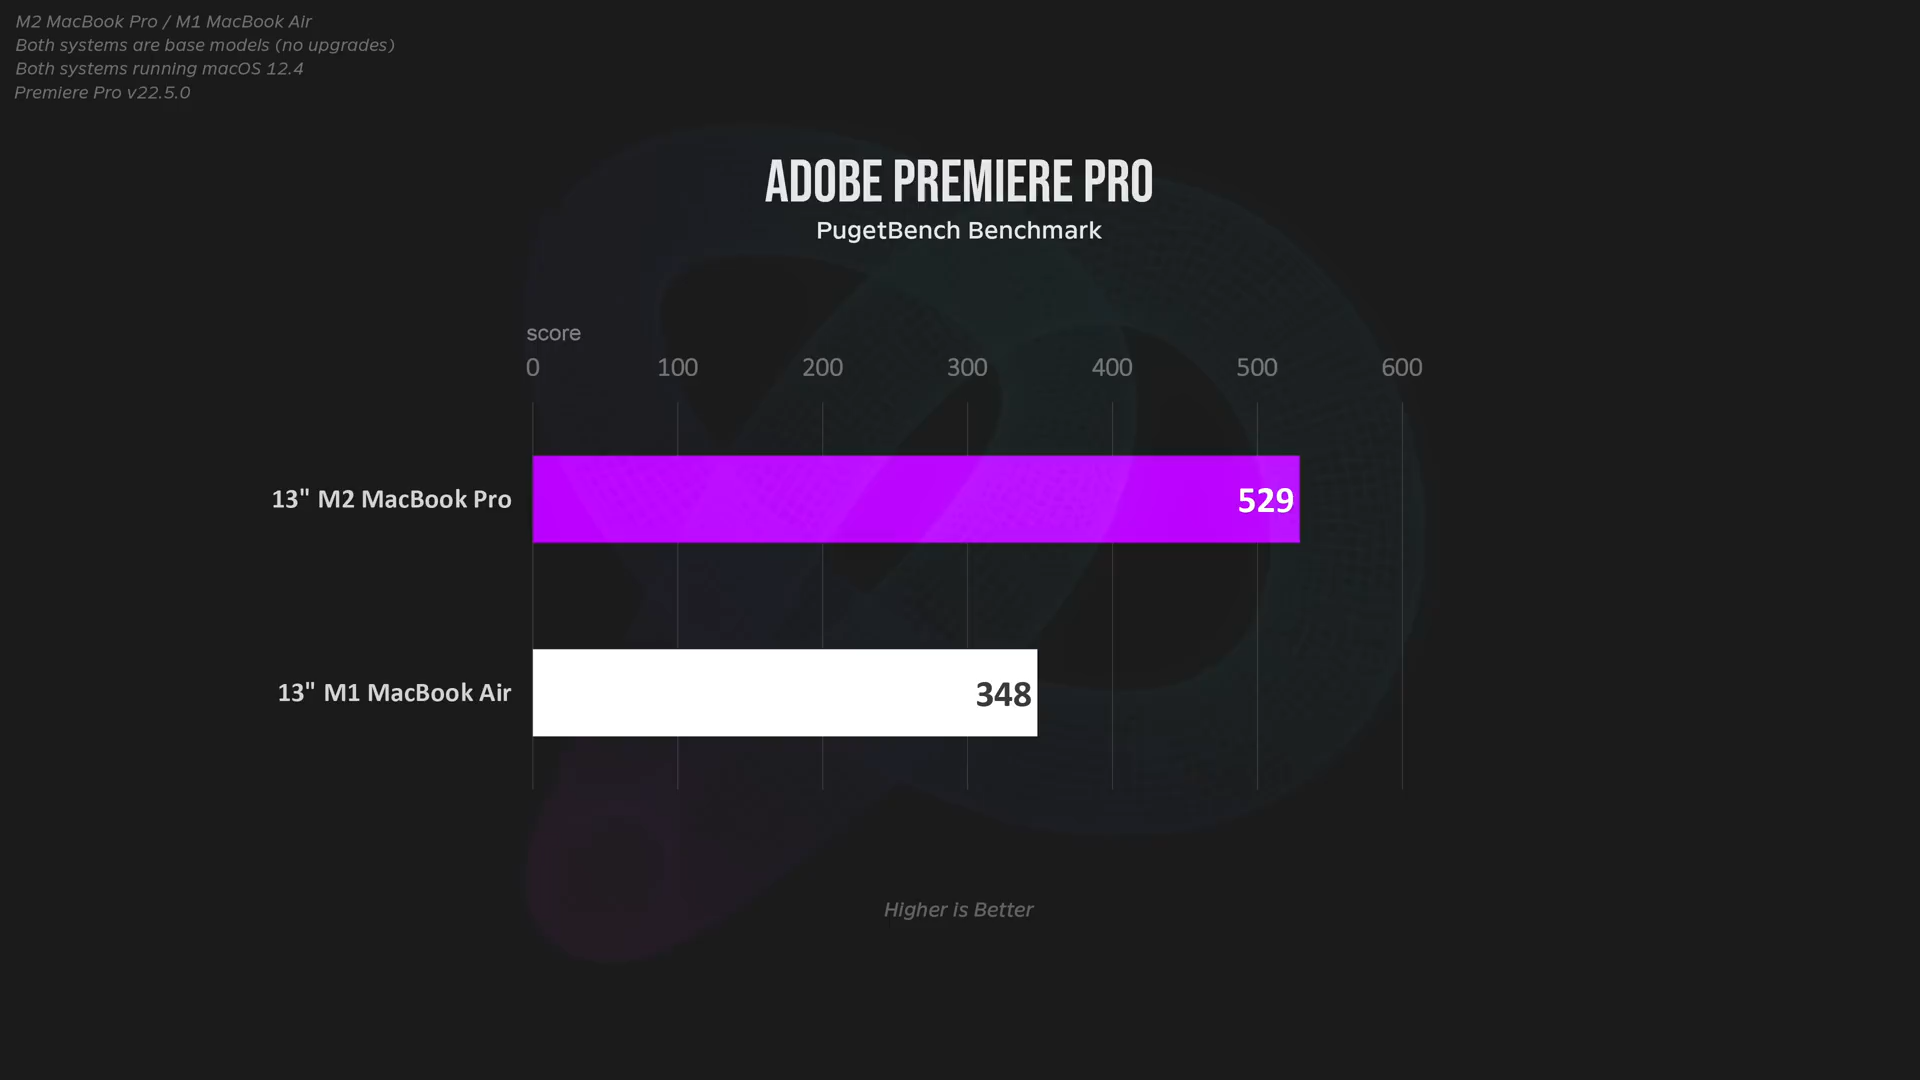 M2 MacBook Pro / M1 MacBook Air
Both systems are base models (no upgrades)
Both systems running macOS 12.4
Premiere Pro v22.5.0
ADOBE PREMIERE PRO
PugetBench Benchmark
score
0 100 200 300 400 500 600
13" M2 MacBook Pro 529
13" M1 MacBook Air 348
Higher is Better